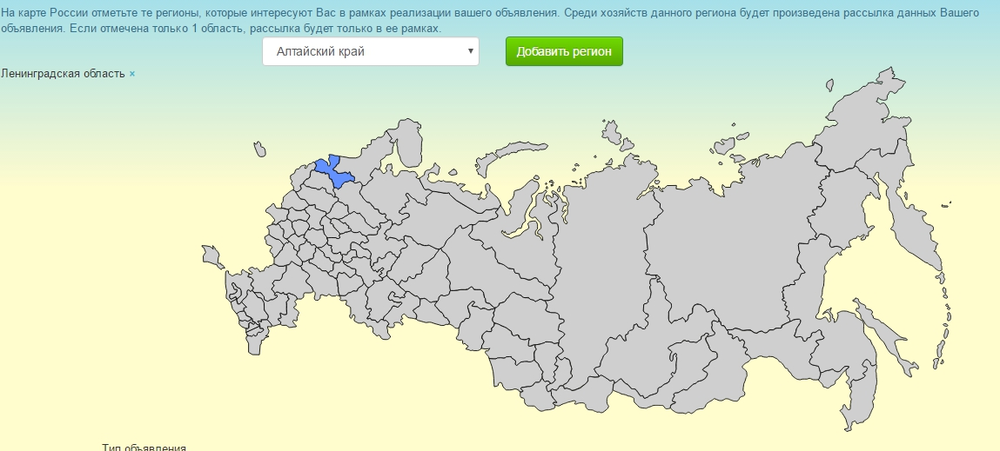 На карте России отметьте те регионы, которые интересуют Вас в рамках реализации вашего объявления. Среди хозяйств данного региона будет произведена рассылка данных Вашего
объявления. Если отмечена только 1 область, рассылка будет только в ее рамках.
Алтайский край
Добавить регион
Ленинградская область ×
Тип объявления